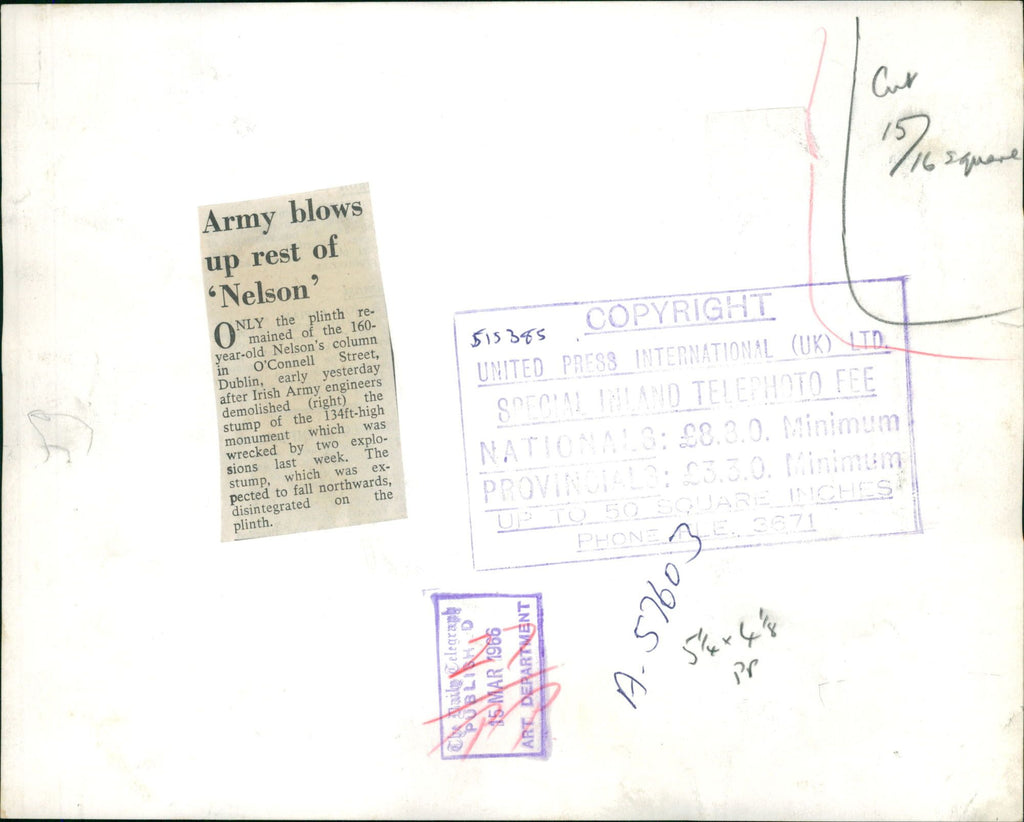 Cut
15/16 square
Army blows
up rest of
‘Nelson’
ONLY the plinth re-
mained of the 160-
year-old Nelson's column
in O'Connell Street,
Dublin, early yesterday
after Irish Army engineers
demolished (right) the
stump of the 134ft-high
monument which was
wrecked by two explo-
sions last week. The
stump, which was ex-
pected to fall northwards,
disintegrated on the
plinth.
COPYRIGHT
515385
UNITED PRESS INTERNATIONAL (UK) LTD.
SPECIAL INLAND TELEPHOTO FEE
NATIONALS: £8.8.0. Minimum
PROVINCIALS: £3.3.0. Minimum
UP TO 50 SQUARE INCHES
PHONE FLE. 3671
The Daily Telegraph
PUBLISH D
15 MAR 1966
ART DEPARTMENT
A-57603
5¼ x 4⅛
PP